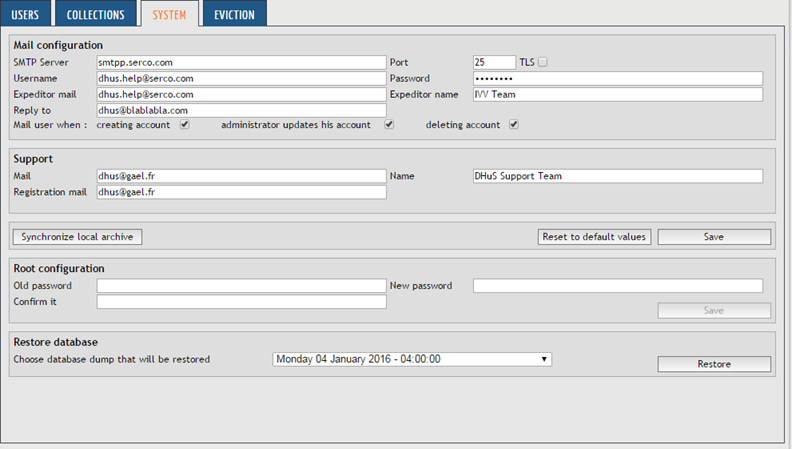 USERS COLLECTIONS SYSTEM EVICTION
Mail configuration
SMTP Server smtpp.serco.com Port 25 TLS
Username dhus.help@serco.com Password ••••••••
Expeditor mail dhus.help@serco.com Expeditor name IVV Team
Reply to dhus@blablabla.com
Mail user when : creating account administrator updates his account deleting account
Support
Mail dhus@gael.fr Name DHuS Support Team
Registration mail dhus@gael.fr
Synchronize local archive Reset to default values Save
Root configuration
Old password New password
Confirm it
Save
Restore database
Choose database dump that will be restored Monday 04 January 2016 - 04:00:00
Restore